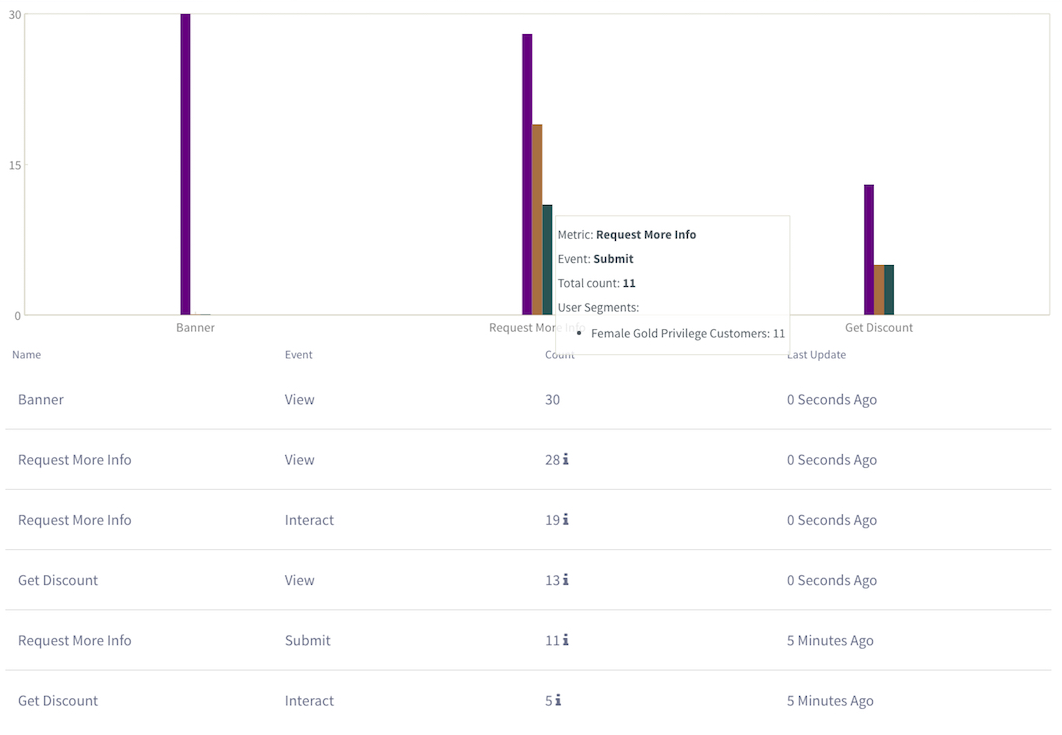 30
15
0
Metric: Request More Info
Event: Submit
Total count: 11
User Segments:
• Female Gold Privilege Customers: 11
Banner
Request More Info
Get Discount
Name Event Count Last Update
Banner View 30 0 Seconds Ago
Request More Info View 28 i 0 Seconds Ago
Request More Info Interact 19 i 0 Seconds Ago
Get Discount View 13 i 0 Seconds Ago
Request More Info Submit 11 i 5 Minutes Ago
Get Discount Interact 5 i 5 Minutes Ago